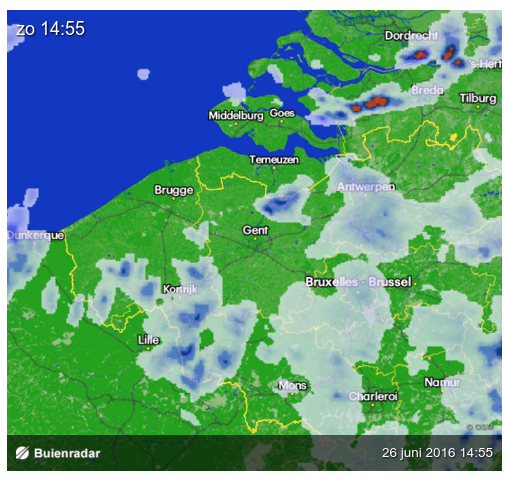 zo 14:55
Dordrecht
's-Hert
Breda
Tilburg
Middelburg
Goes
Terneuzen
Antwerpen
Brugge
Gent
Dunkerque
Bruxelles - Brussel
Kortrijk
Lille
Mons
Namur
Charleroi
Buienradar
26 juni 2016 14:55